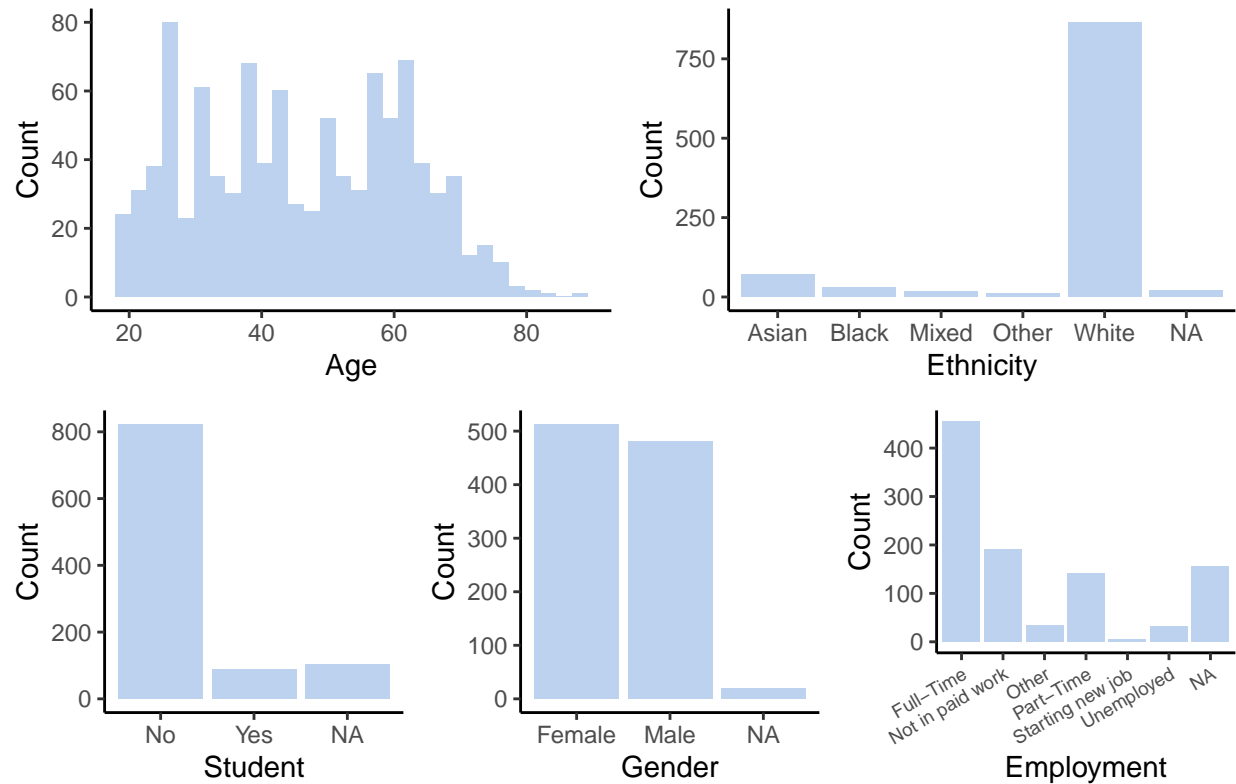 80
60
40
20
0
Count
20 40 60 80
Age
750
500
250
0
Count
Asian Black Mixed Other White NA
Ethnicity
800
600
400
200
0
Count
No Yes NA
Student
500
400
300
200
100
0
Count
Female Male NA
Gender
400
300
200
100
0
Count
Full−Time
Not in paid work
Other
Part−Time
Starting new job
Unemployed
NA
Employment